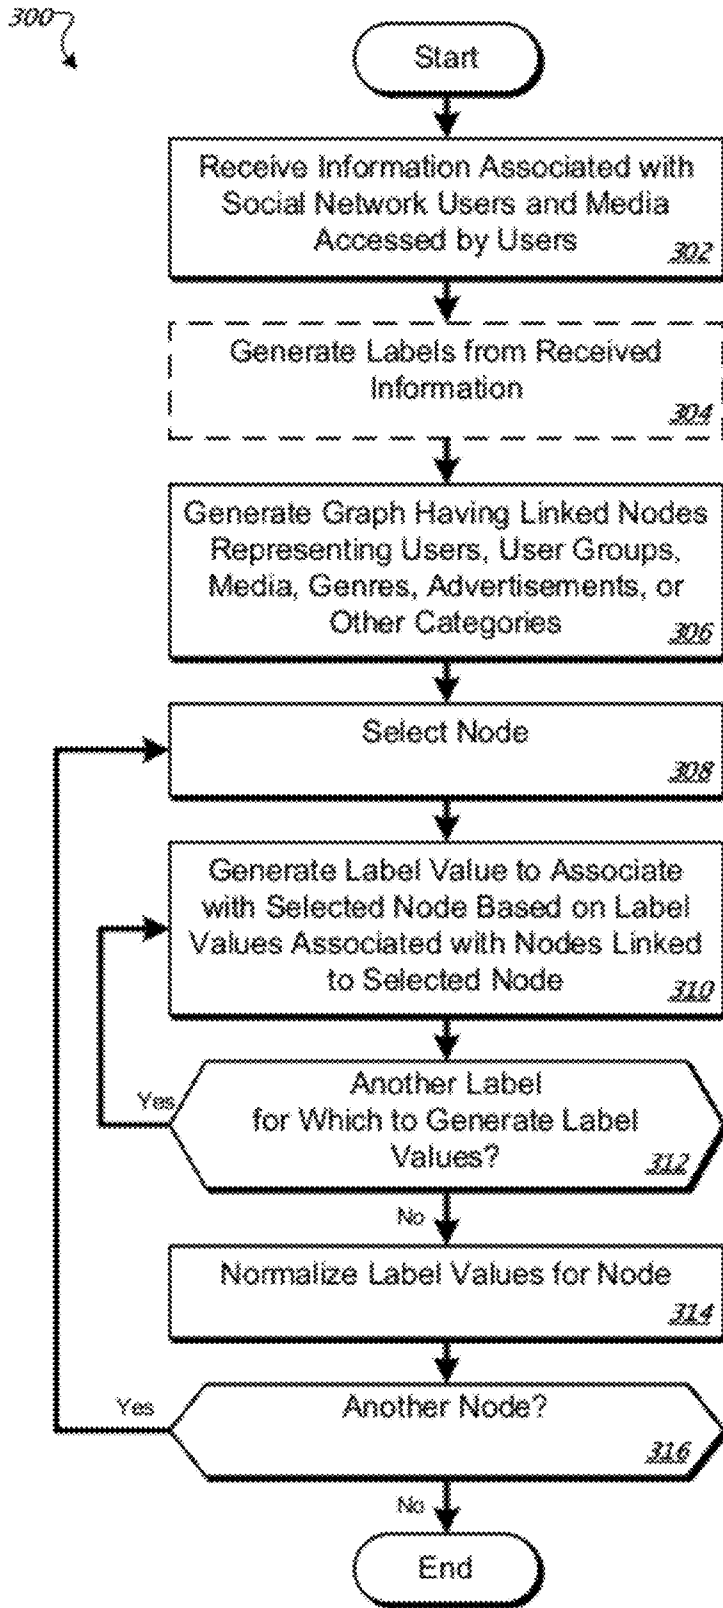 300
Start
Receive Information Associated with
Social Network Users and Media
Accessed by Users
302
Generate Labels from Received
Information
304
Generate Graph Having Linked Nodes
Representing Users, User Groups,
Media, Genres, Advertisements, or
Other Categories
306
Select Node
308
Generate Label Value to Associate
with Selected Node Based on Label
Values Associated with Nodes Linked
to Selected Node
310
Yes
Another Label
for Which to Generate Label
Values?
312
No
Normalize Label Values for Node
314
Yes
Another Node?
316
No
End